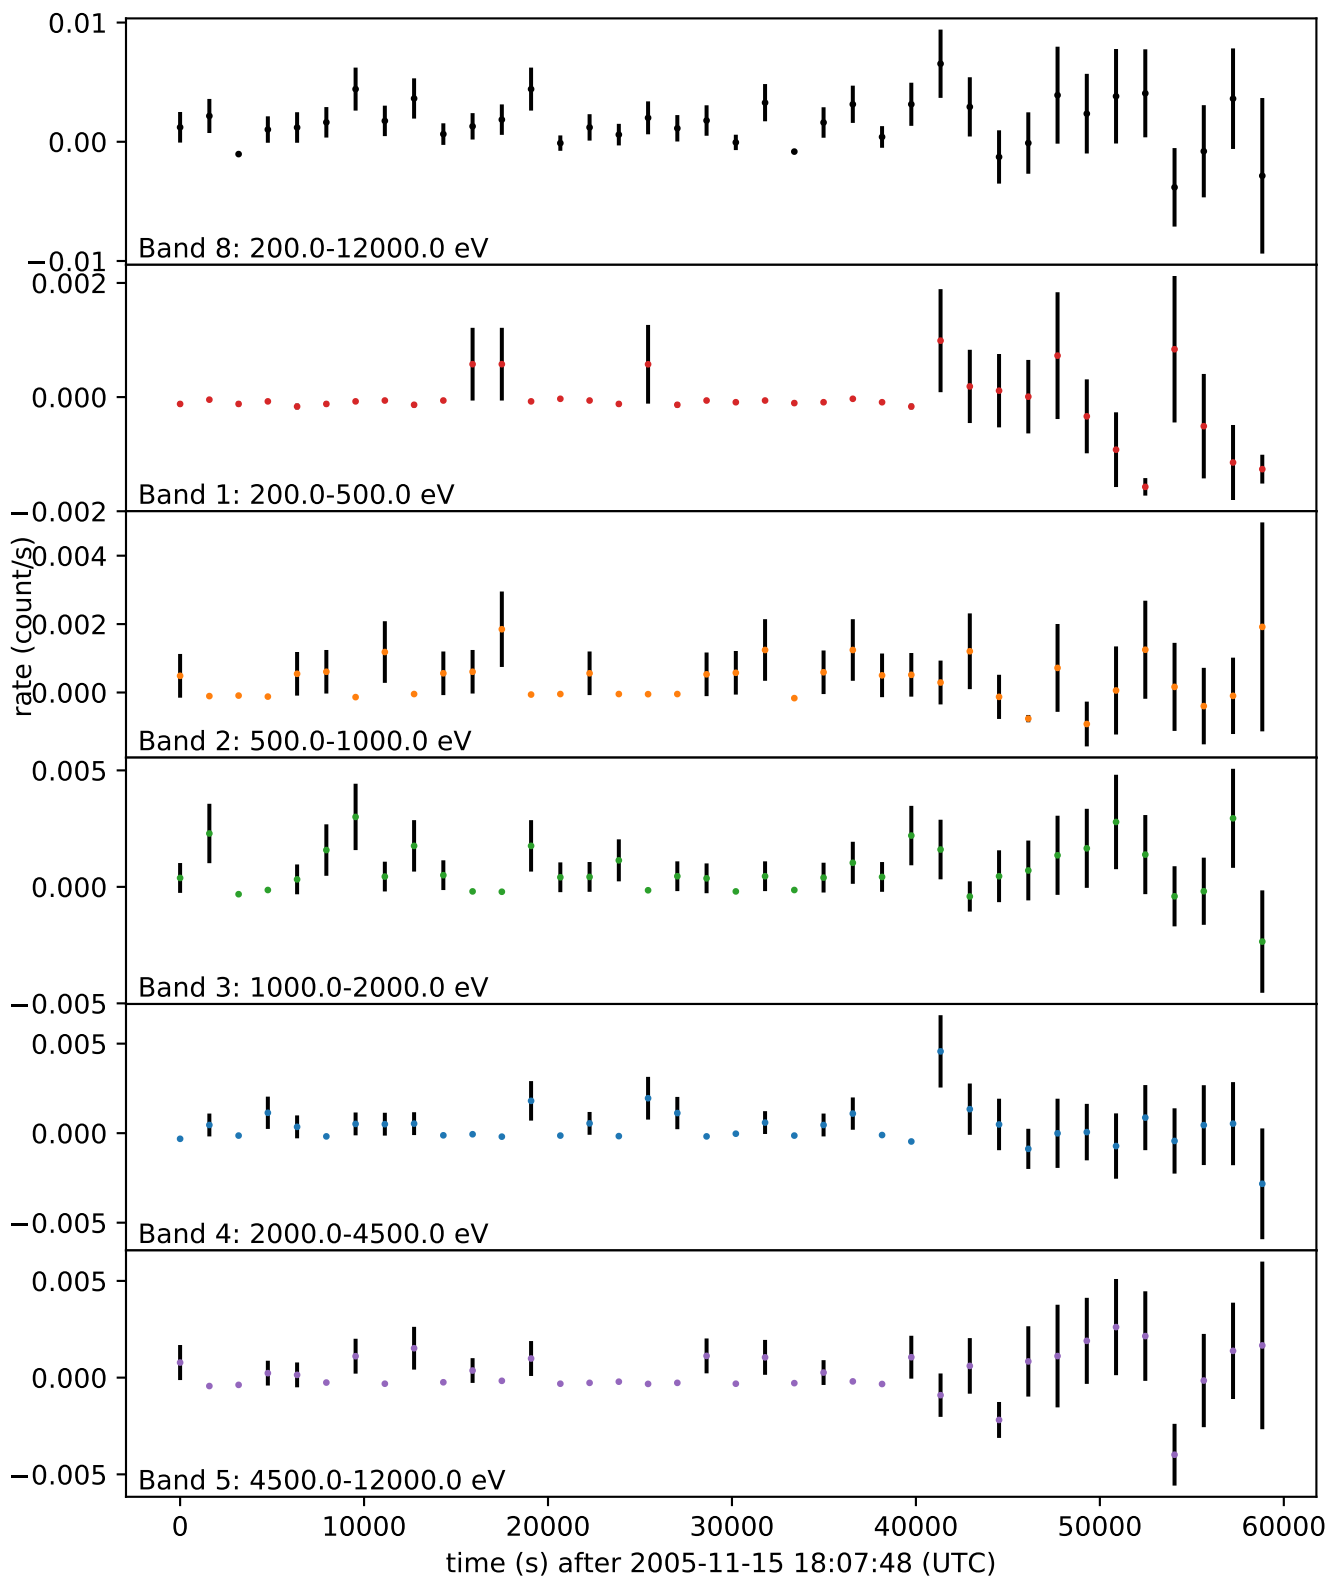 0.01
0.00
−0.01
Band 8: 200.0-12000.0 eV
0.002
0.000
−0.002
Band 1: 200.0-500.0 eV
rate (count/s)
0.004
0.002
0.000
Band 2: 500.0-1000.0 eV
0.005
0.000
−0.005
Band 3: 1000.0-2000.0 eV
0.005
0.000
−0.005
Band 4: 2000.0-4500.0 eV
0.005
0.000
−0.005
Band 5: 4500.0-12000.0 eV
0 10000 20000 30000 40000 50000 60000
time (s) after 2005-11-15 18:07:48 (UTC)